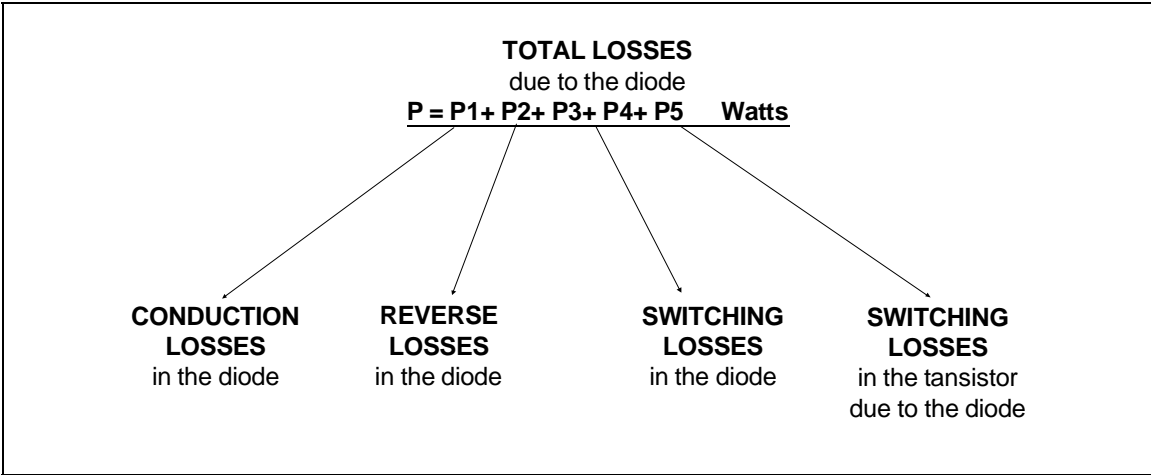 TOTAL LOSSES
due to the diode
P = P1+ P2+ P3+ P4+ P5 Watts
CONDUCTION
LOSSES
in the diode
REVERSE
LOSSES
in the diode
SWITCHING
LOSSES
in the diode
SWITCHING
LOSSES
in the tansistor
due to the diode